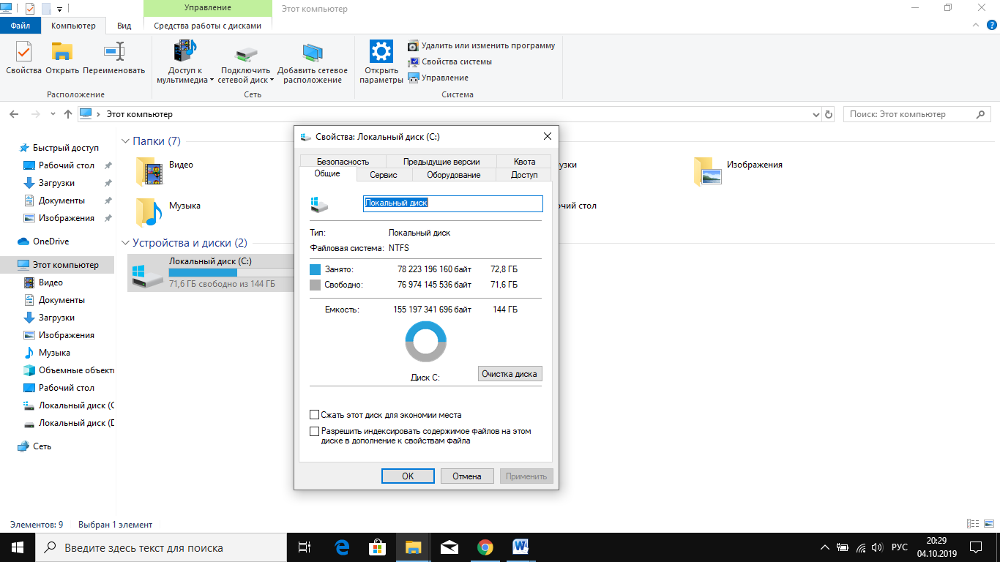 Управление
Этот компьютер
Файл
Компьютер
Вид
Средства работы с дисками
Свойства
Открыть
Переименовать
Расположение
Доступ к мультимедиа
Подключить сетевой диск
Добавить сетевое расположение
Сеть
Открыть параметры
Удалить или изменить программу
Свойства системы
Управление
Система
Этот компьютер
Поиск: Этот компьютер
Быстрый доступ
Рабочий стол
Загрузки
Документы
Изображения
OneDrive
Этот компьютер
Видео
Документы
Загрузки
Изображения
Музыка
Объемные объекты
Рабочий стол
Локальный диск (C
Локальный диск (D
Сеть
Папки (7)
Видео
Изображения
Музыка
Устройства и диски (2)
Локальный диск (C:)
71,6 ГБ свободно из 144 ГБ
Свойства: Локальный диск (C:)
Безопасность
Предыдущие версии
Квота
Общие
Сервис
Оборудование
Доступ
Локальный диск
Тип: Локальный диск
Файловая система: NTFS
Занято: 78 223 196 160 байт 72,8 ГБ
Свободно: 76 974 145 536 байт 71,6 ГБ
Емкость: 155 197 341 696 байт 144 ГБ
Диск C:
Очистка диска
Сжать этот диск для экономии места
Разрешить индексировать содержимое файлов на этом
диске в дополнение к свойствам файла
OK
Отмена
Применить
Элементов: 9
Выбран 1 элемент
Введите здесь текст для поиска
РУС
20:29
04.10.2019